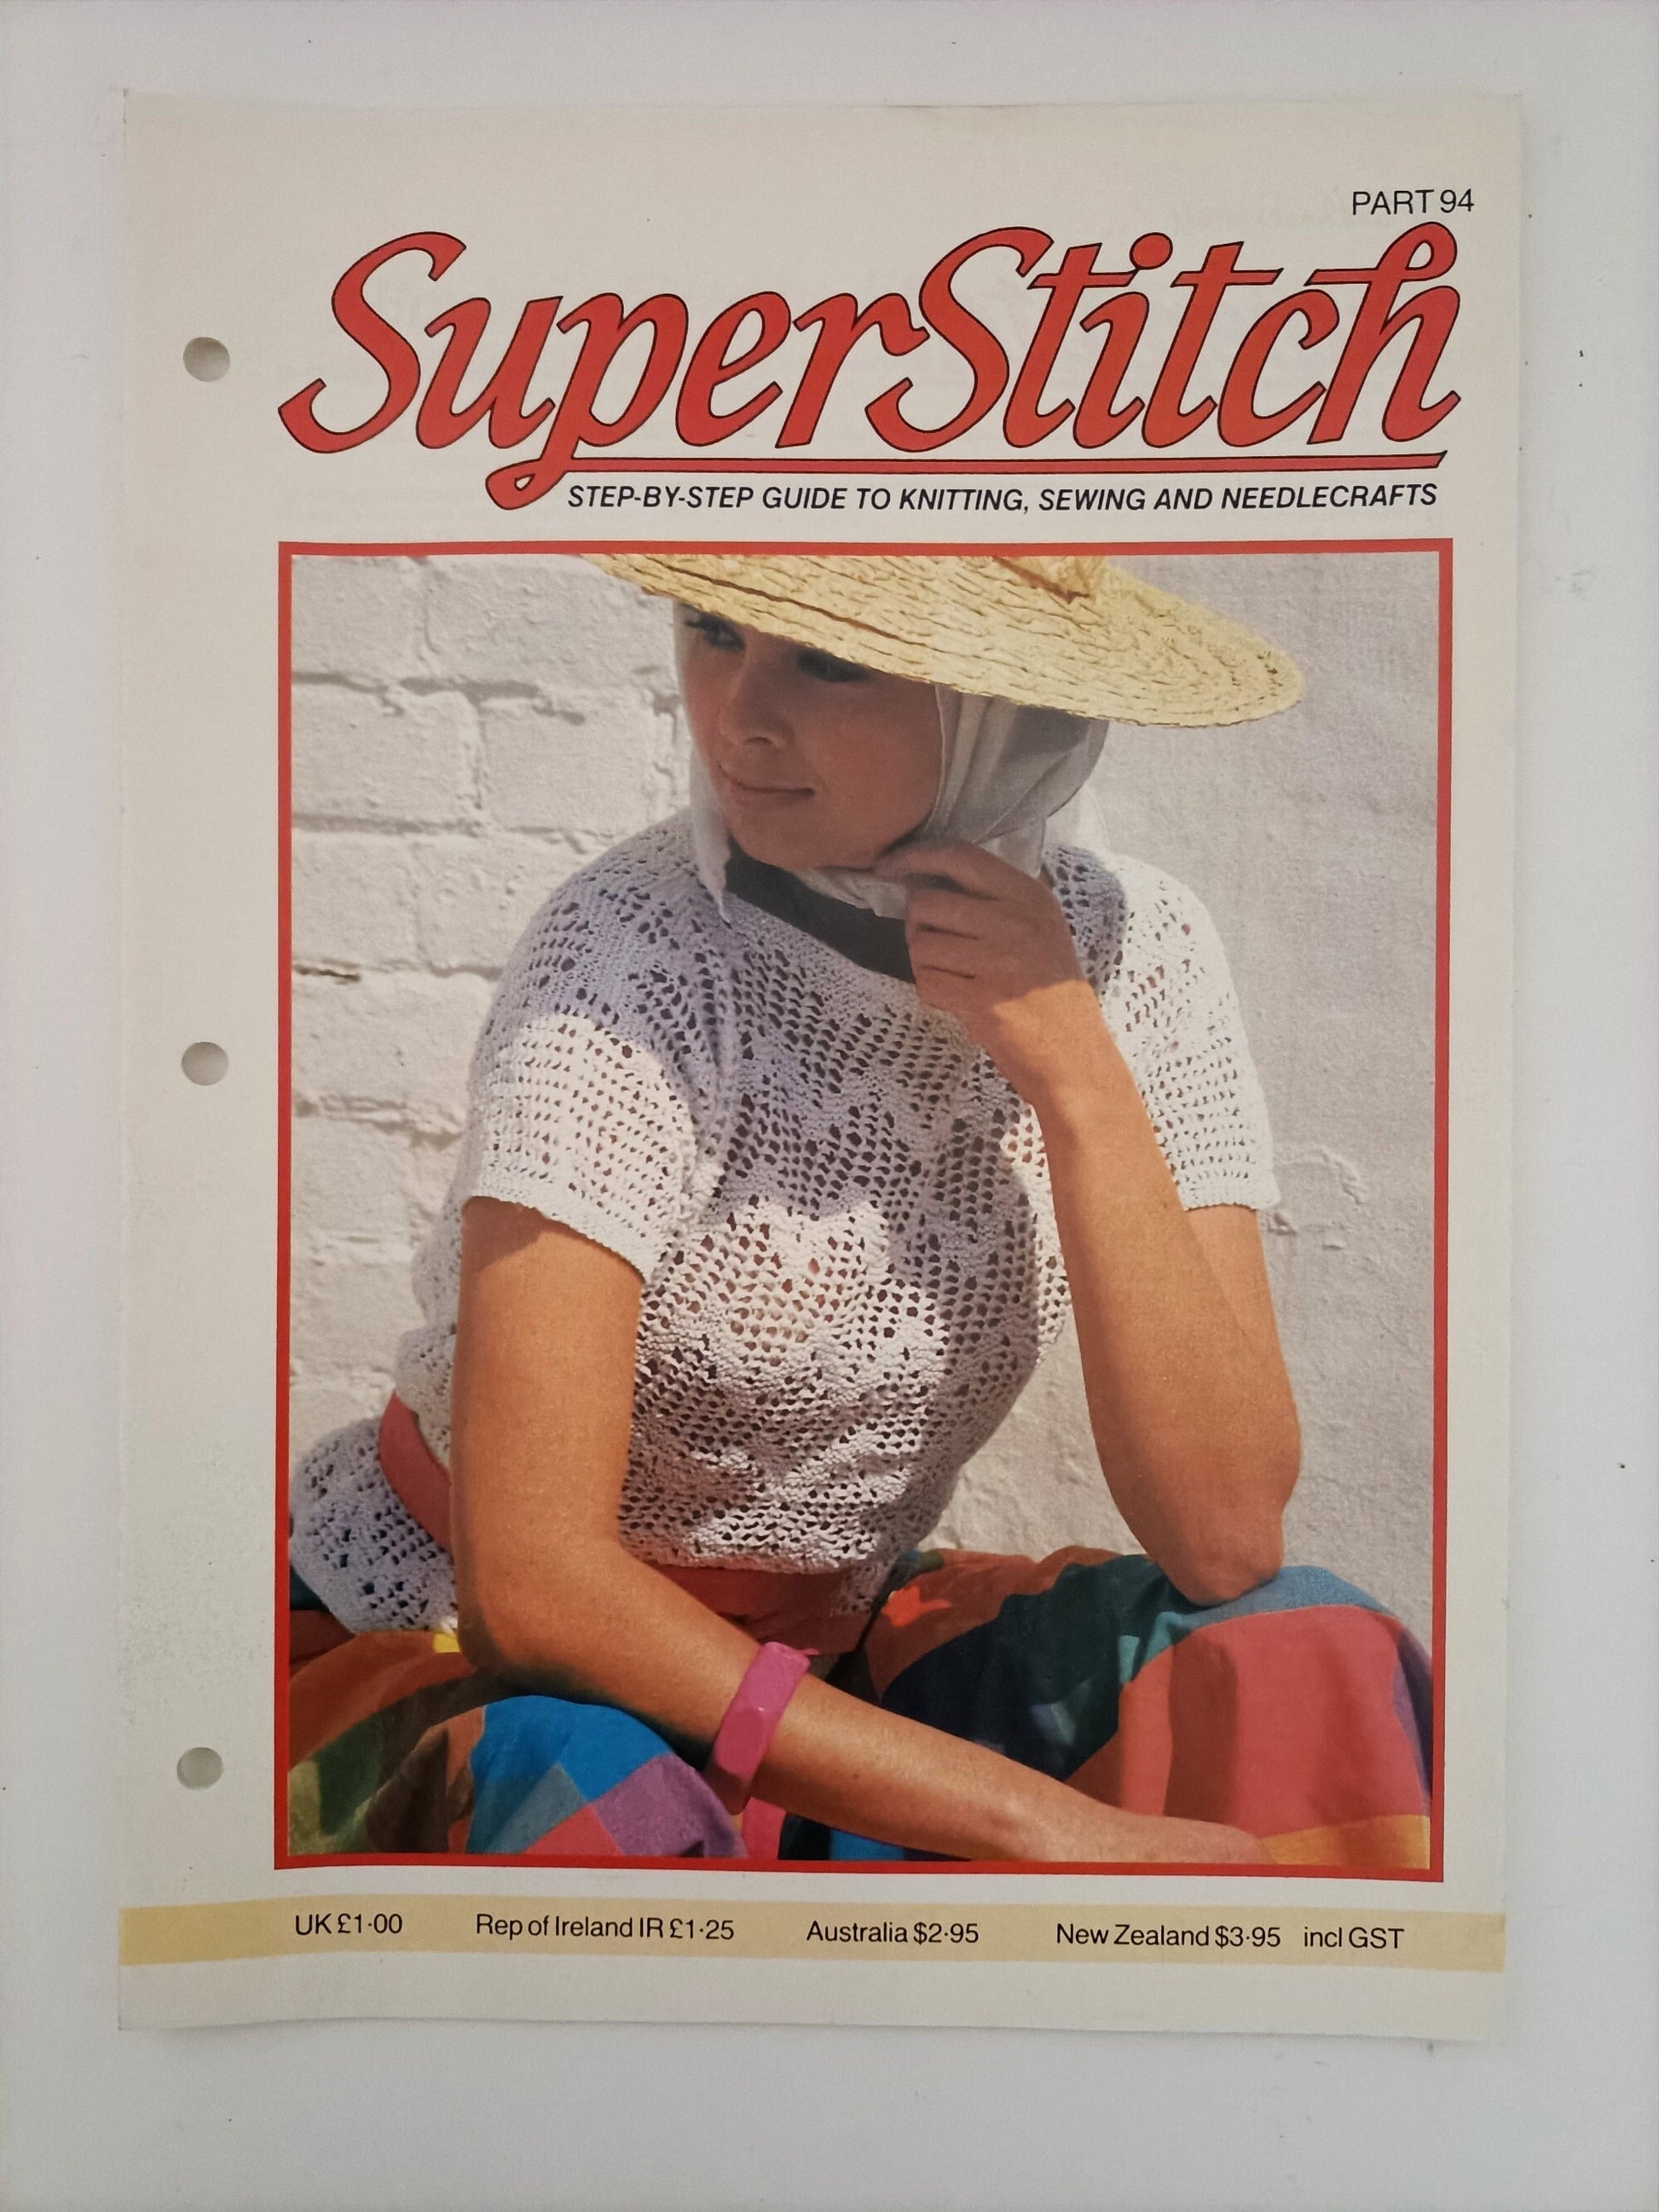 PART 94
SuperStitch
STEP-BY-STEP GUIDE TO KNITTING, SEWING AND NEEDLECRAFTS
UK £1·00 Rep of Ireland IR £1·25 Australia $2·95 New Zealand $3·95 incl GST